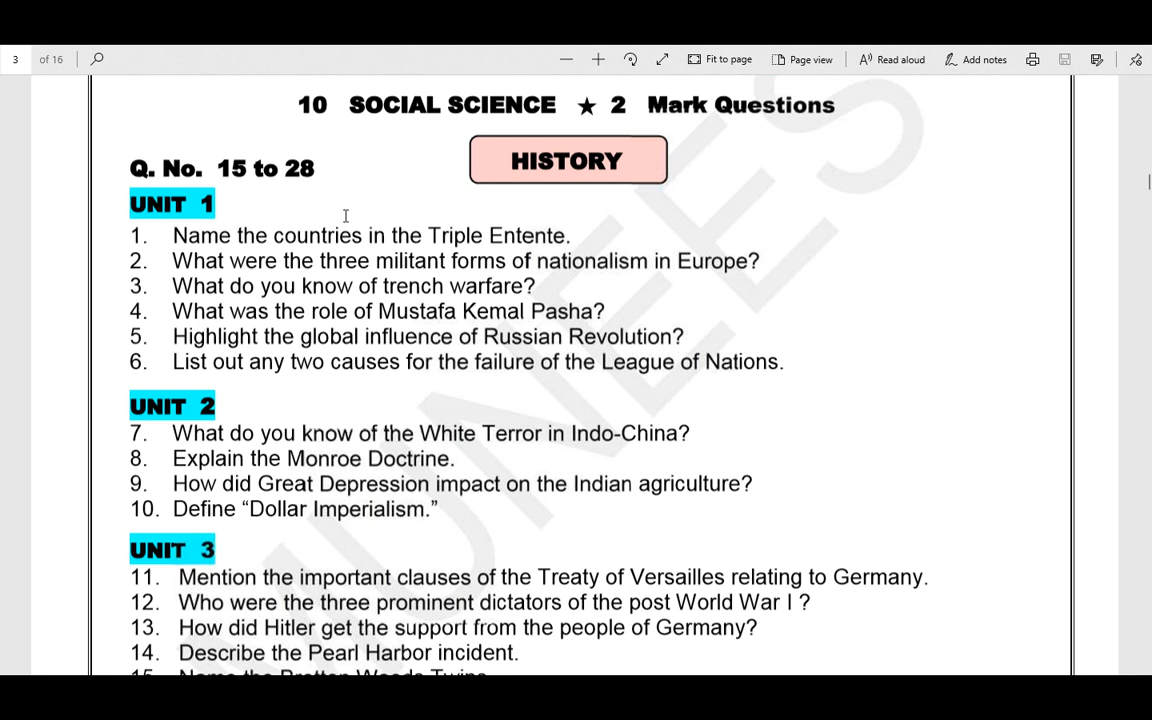 3 of 16 Fit to page Page view Read aloud Add notes
10 SOCIAL SCIENCE ★ 2 Mark Questions
HISTORY
Q. No. 15 to 28
UNIT 1
1. Name the countries in the Triple Entente.
2. What were the three militant forms of nationalism in Europe?
3. What do you know of trench warfare?
4. What was the role of Mustafa Kemal Pasha?
5. Highlight the global influence of Russian Revolution?
6. List out any two causes for the failure of the League of Nations.
UNIT 2
7. What do you know of the White Terror in Indo-China?
8. Explain the Monroe Doctrine.
9. How did Great Depression impact on the Indian agriculture?
10. Define “Dollar Imperialism.”
UNIT 3
11. Mention the important clauses of the Treaty of Versailles relating to Germany.
12. Who were the three prominent dictators of the post World War I ?
13. How did Hitler get the support from the people of Germany?
14. Describe the Pearl Harbor incident.
15. Name the Bretton Woods Twins
MUNEES